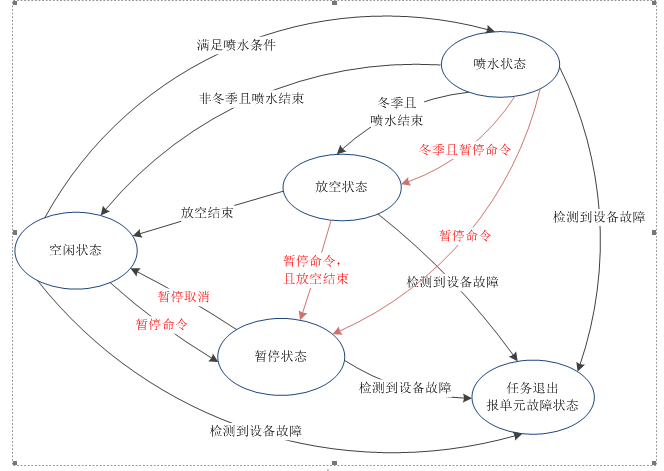 满足喷水条件
喷水状态
非冬季且喷水结束
冬季且
喷水结束
冬季且暂停命令
放空状态
放空结束
检测到设备故障
暂停命令
空闲状态
暂停命令，
且放空结束
检测到设备故障
暂停取消
暂停命令
暂停状态
检测到设备故障
任务退出
报单元故障状态
检测到设备故障